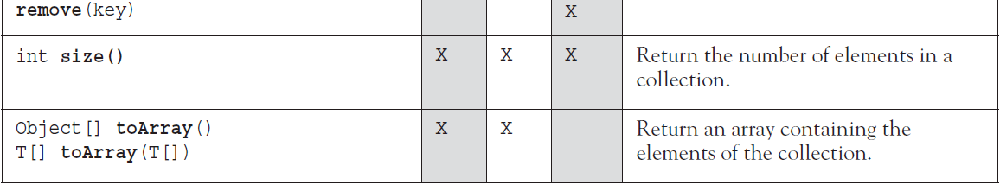 remove(key) X
int size() X X X Return the number of elements in a
collection.
Object[] toArray() X X Return an array containing the
T[] toArray(T[]) elements of the collection.